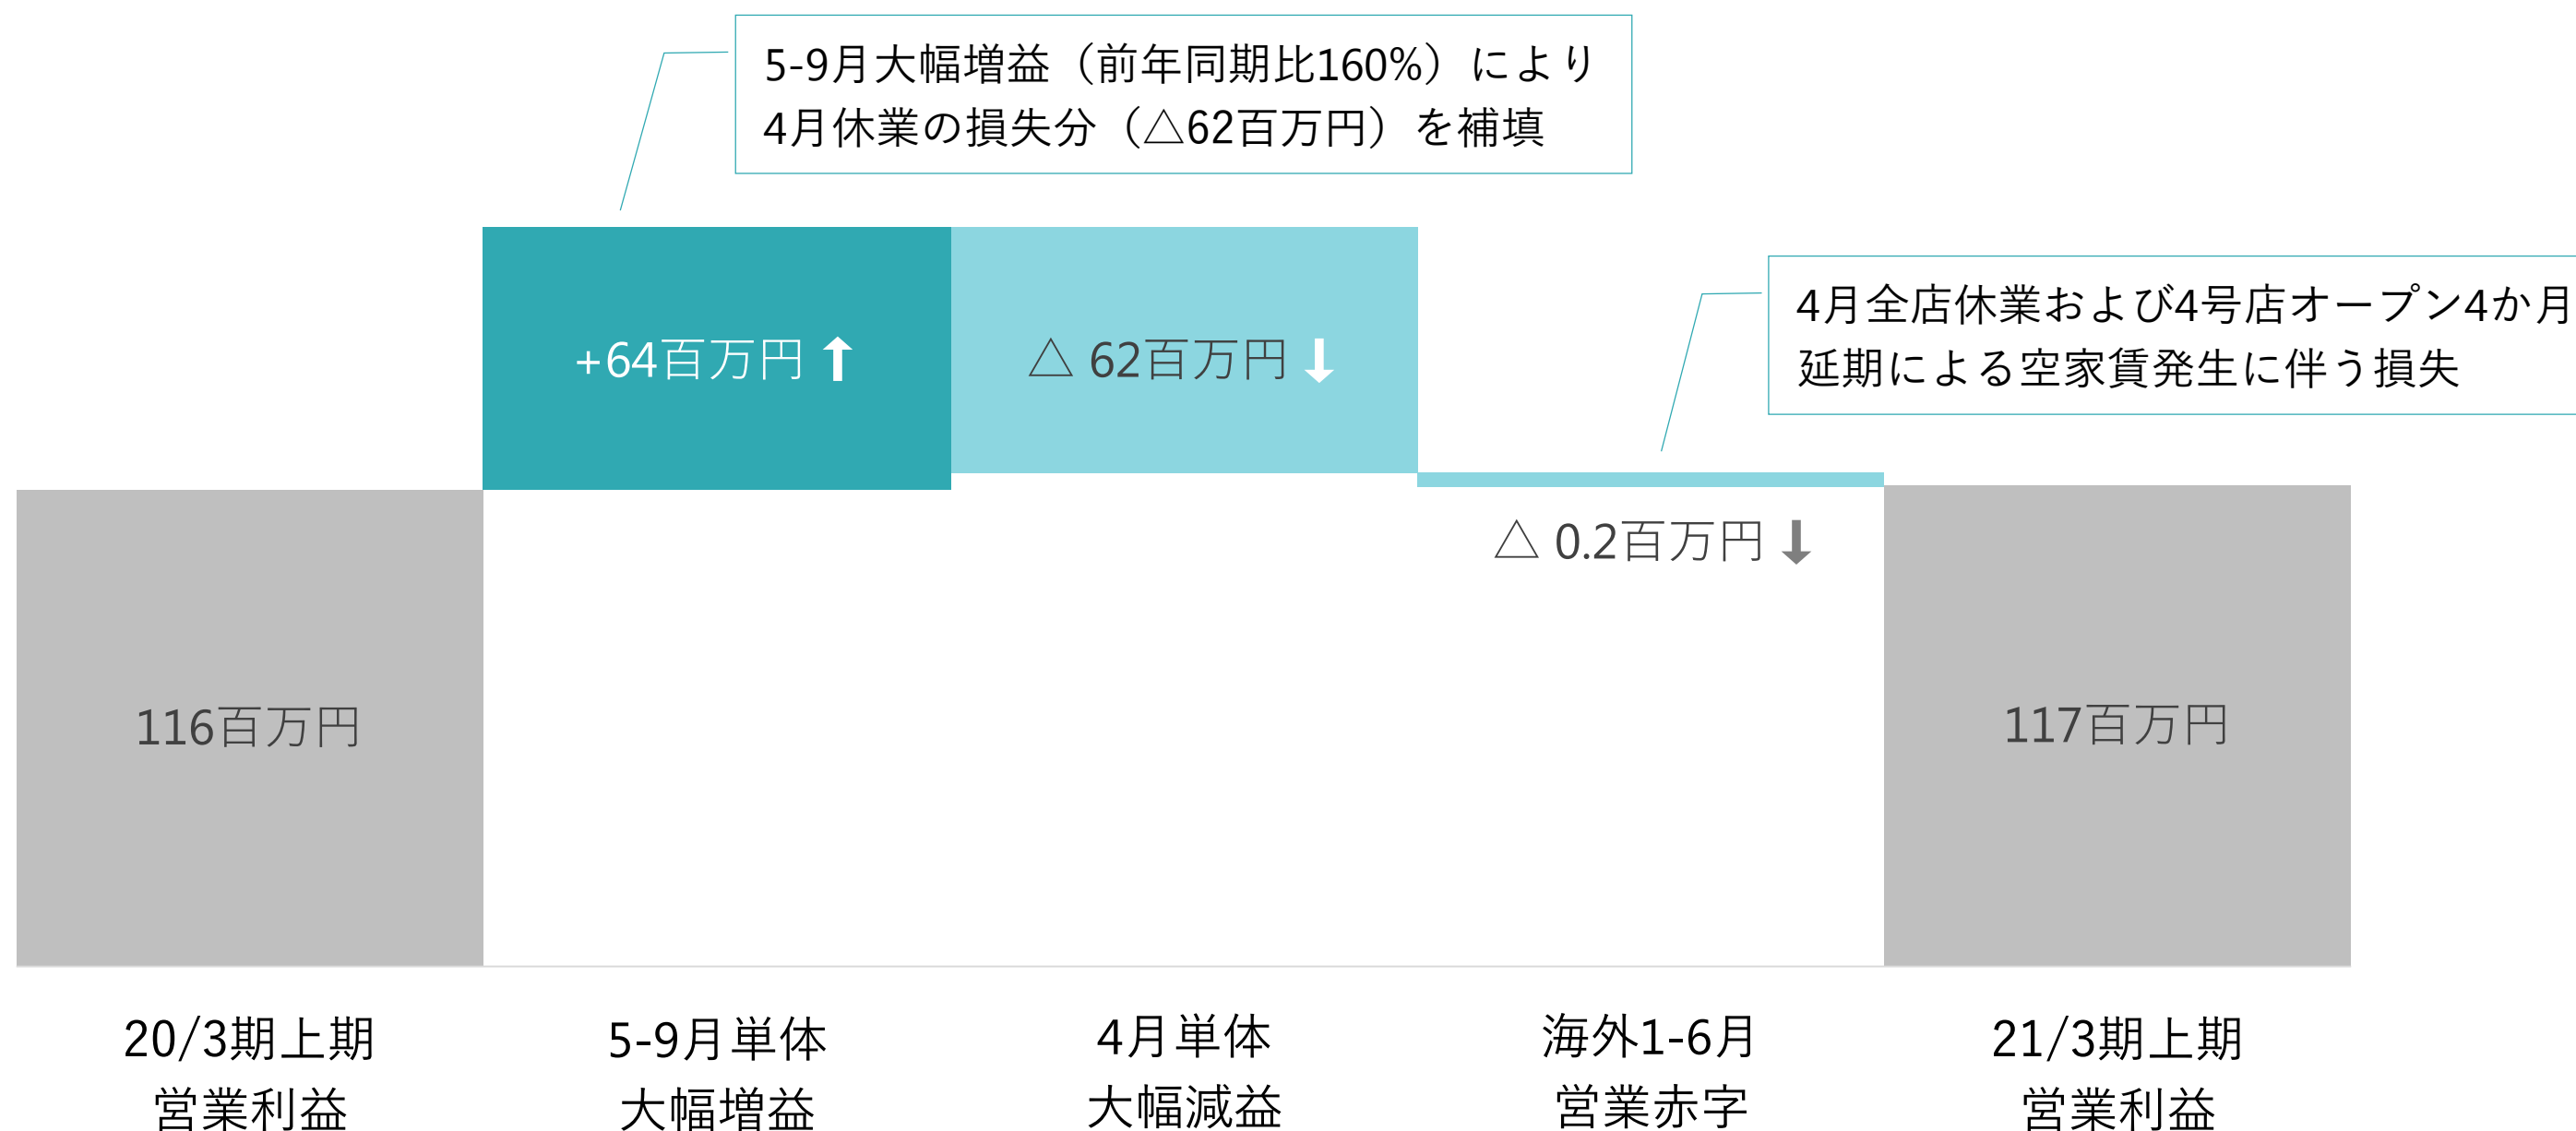 5-9月大幅増益（前年同期比160%）により
4月休業の損失分（△62百万円）を補填
4月全店休業および4号店オープン4か月
延期による空家賃発生に伴う損失
+64百万円
△ 62百万円
△ 0.2百万円
116百万円
117百万円
20/3期上期
営業利益
5-9月単体
大幅増益
4月単体
大幅減益
海外1-6月
営業赤字
21/3期上期
営業利益